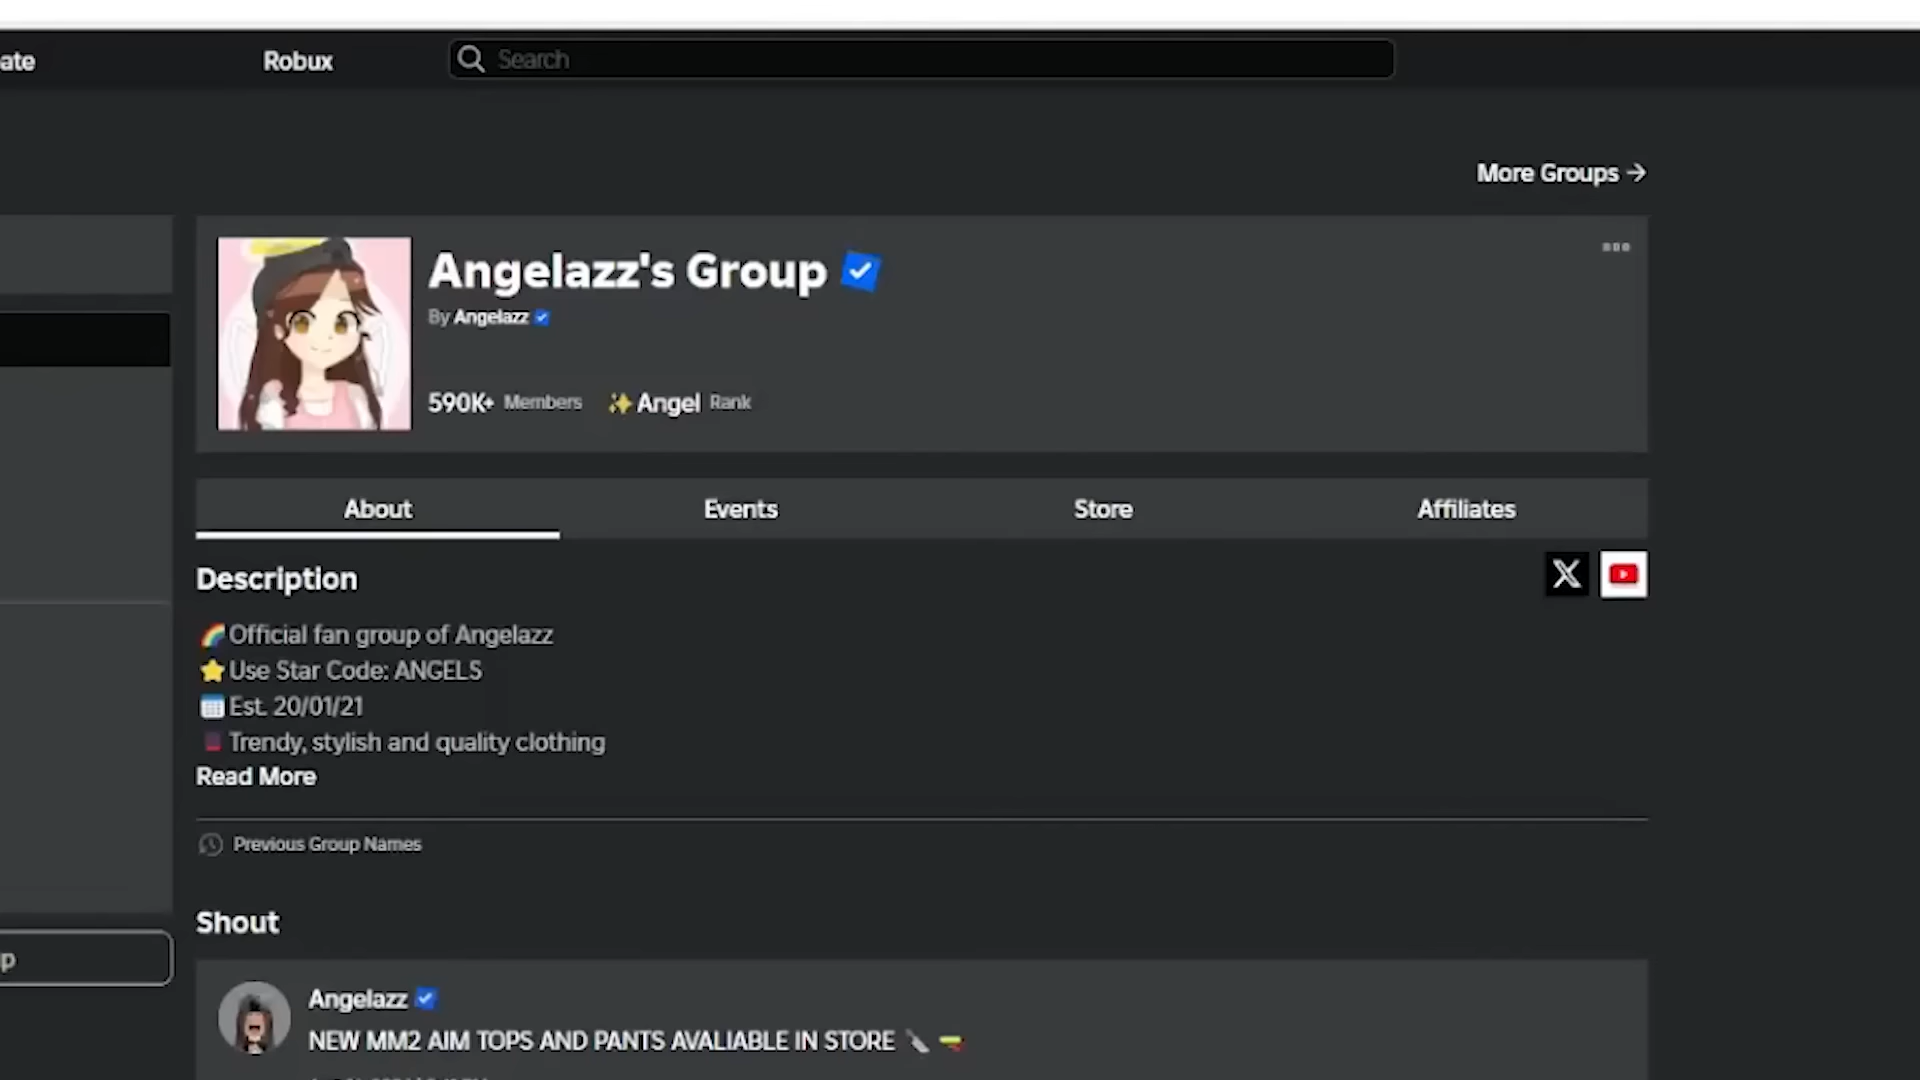 ate
Robux
Search
More Groups →
Angelazz's Group
By Angelazz
590K+ Members ✨ Angel Rank
About
Events
Store
Affiliates
Description
🌈Official fan group of Angelazz
⭐Use Star Code: ANGELS
Est. 20/01/21
Trendy, stylish and quality clothing
Read More
Previous Group Names
Shout
p
Angelazz
NEW MM2 AIM TOPS AND PANTS AVALIABLE IN STORE